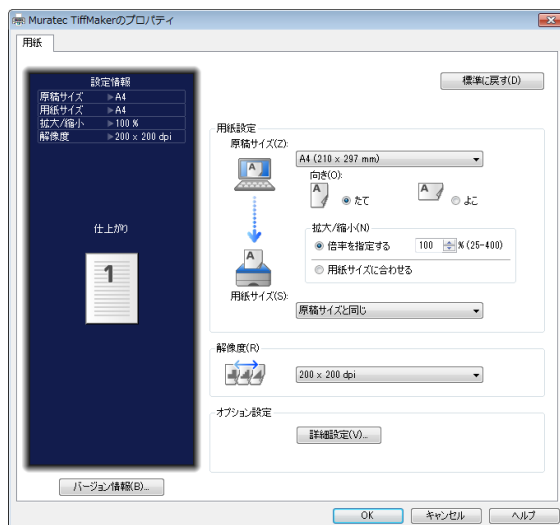 Muratec TiffMakerのプロパティ
用紙
設定情報
原稿サイズ ▶A4
用紙サイズ ▶A4
拡大/縮小 ▶100 %
解像度 ▶200 x 200 dpi
仕上がり
1
バージョン情報(B)...
標準に戻す(D)
用紙設定
原稿サイズ(Z):
A4 (210 x 297 mm)
向き(O):
A たて A よこ
拡大/縮小(N)
倍率を指定する 100 % (25-400)
用紙サイズに合わせる
用紙サイズ(S):
原稿サイズと同じ
解像度(R)
200 x 200 dpi
オプション設定
詳細設定(V)...
OK キャンセル ヘルプ